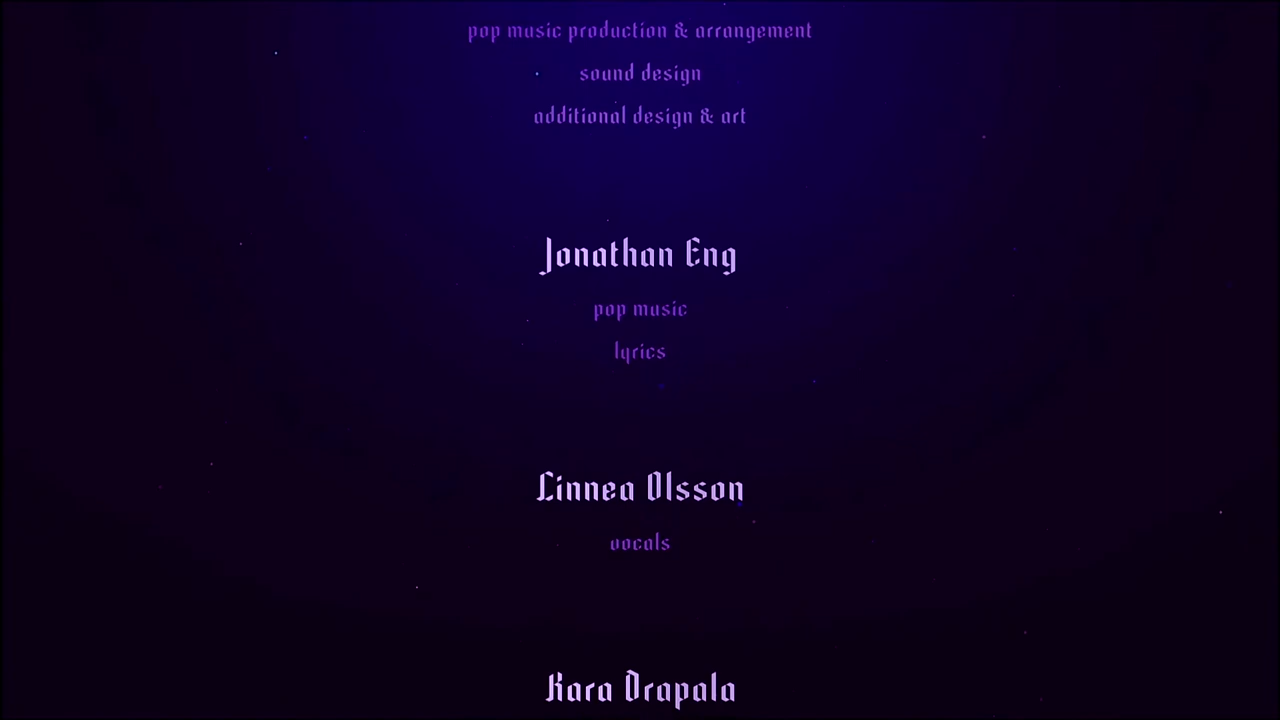 pop music production & arrangement
sound design
additional design & art
Jonathan Eng
pop music
lyrics
Linnea Olsson
vocals
Kara Drapala